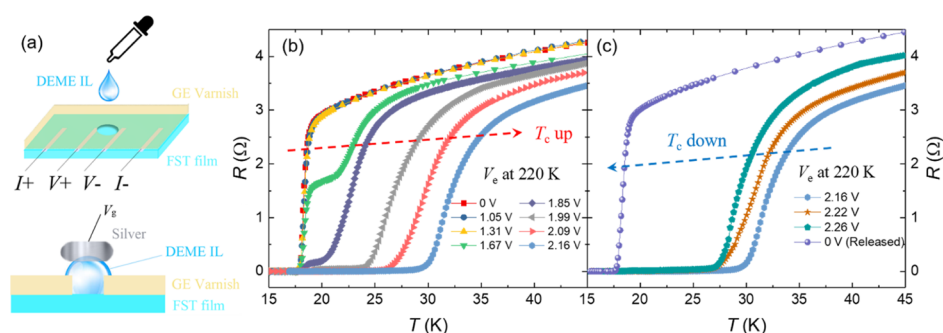 (a)
DEME IL
GE Varnish
FST film
I+ V+ V- I-
Vg
Silver
DEME IL
GE Varnish
FST film
(b)
R (Ω)
4
3
2
1
0
Tc up
Ve at 220 K
0 V
1.05 V
1.31 V
1.67 V
1.85 V
1.99 V
2.09 V
2.16 V
15 20 25 30 35 40 45
T (K)
(c)
Tc down
Ve at 220 K
2.16 V
2.22 V
2.26 V
0 V (Released)
15 20 25 30 35 40 45
T (K)
R (Ω)
4
3
2
1
0